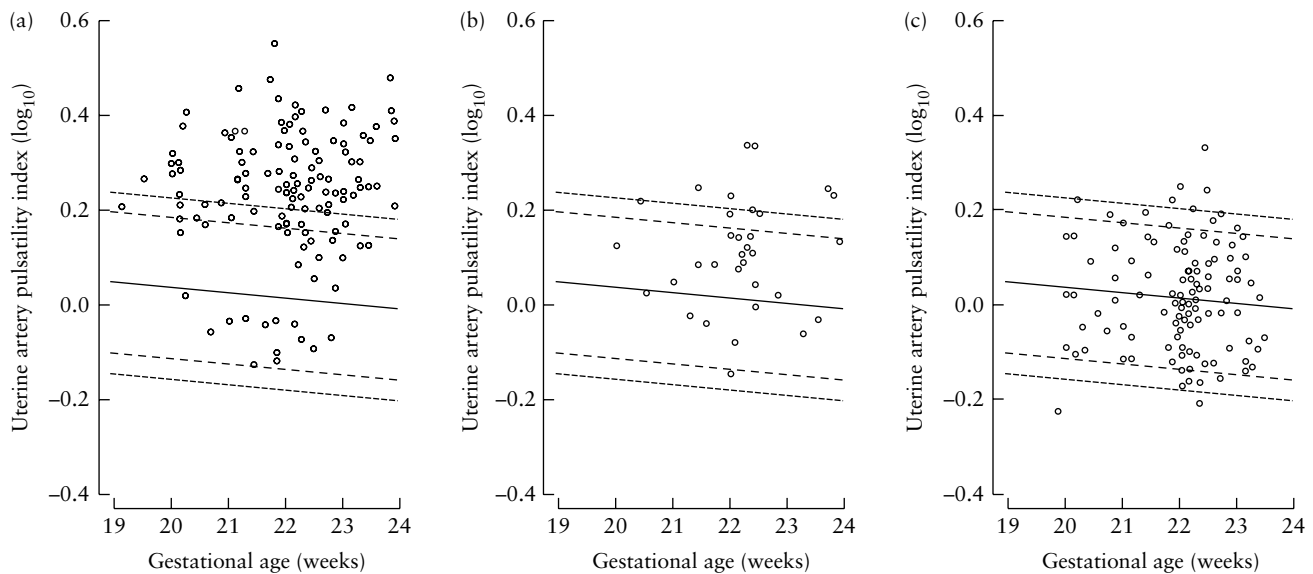 (a)
Uterine artery pulsatility index (log10)
0.6
0.4
0.2
0.0
–0.2
–0.4
19 20 21 22 23 24
Gestational age (weeks)
(b)
Uterine artery pulsatility index (log10)
0.6
0.4
0.2
0.0
–0.2
–0.4
19 20 21 22 23 24
Gestational age (weeks)
(c)
Uterine artery pulsatility index (log10)
0.6
0.4
0.2
0.0
–0.2
–0.4
19 20 21 22 23 24
Gestational age (weeks)